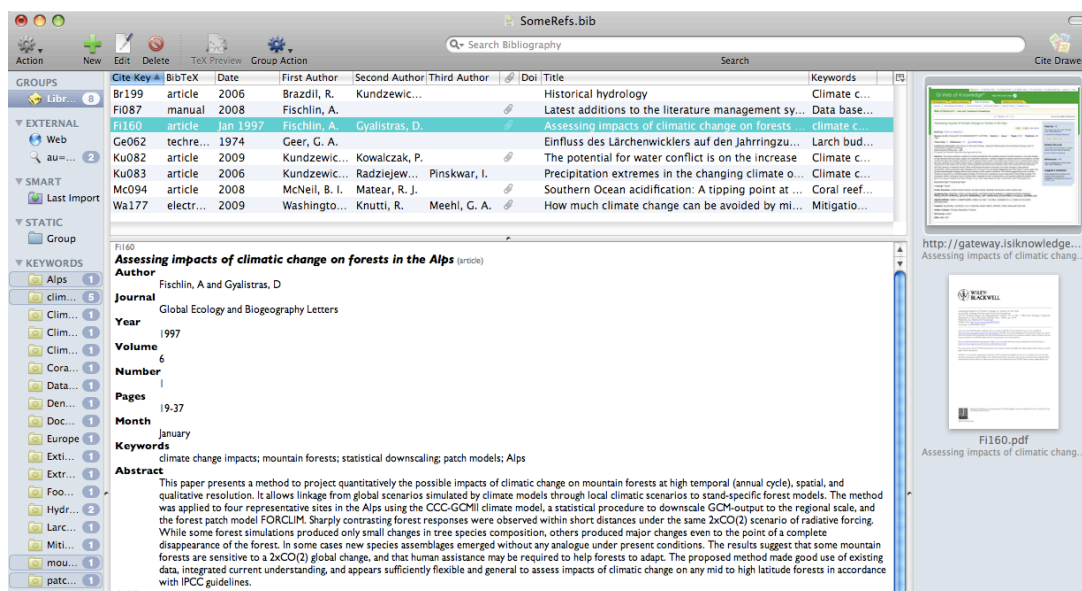 SomeRefs.bib
Search Bibliography
Action New Edit Delete TeX Preview Group Action Search Cite Drawe
GROUPS
Libr... 8
▼ EXTERNAL
Web
au=... 2
▼ SMART
Last Import
▼ STATIC
Group
▼ KEYWORDS
Alps 1
clim... 5
Clim... 1
Clim... 1
Clim... 1
Cora... 1
Data... 1
Den... 1
Doc... 1
Europe 1
Exti... 1
Extr... 1
Foo... 1
Hydr... 2
Larc... 1
Miti... 1
mou... 1
patc... 1
Cite Key BibTeX Date First Author Second Author Third Author Doi Title Keywords
Br199 article 2006 Brazdil, R. Kundzewic... Historical hydrology Climate c...
Fi087 manual 2008 Fischlin, A. Latest additions to the literature management sy... Data base...
Fi160 article Jan 1997 Fischlin, A. Gyalistras, D. Assessing impacts of climatic change on forests ... climate c...
Ge062 techre... 1974 Geer, G. A. Einfluss des Lärchenwicklers auf den Jahrringzu... Larch bud...
Ku082 article 2009 Kundzewic... Kowalczak, P. The potential for water conflict is on the increase Climate c...
Ku083 article 2006 Kundzewic... Radziejew... Pinskwar, I. Precipitation extremes in the changing climate o... Climate c...
Mc094 article 2008 McNeil, B. I. Matear, R. J. Southern Ocean acidification: A tipping point at ... Coral reef...
Wa177 electr... 2009 Washingto... Knutti, R. Meehl, G. A. How much climate change can be avoided by mi... Mitigatio...
Fi160
Assessing impacts of climatic change on forests in the Alps (article)
Author
Fischlin, A and Gyalistras, D
Journal
Global Ecology and Biogeography Letters
Year
1997
Volume
6
Number
1
Pages
19-37
Month
January
Keywords
climate change impacts; mountain forests; statistical downscaling; patch models; Alps
Abstract
This paper presents a method to project quantitatively the possible impacts of climatic change on mountain forests at high temporal (annual cycle), spatial, and
qualitative resolution. It allows linkage from global scenarios simulated by climate models through local climatic scenarios to stand-specific forest models. The method
was applied to four representative sites in the Alps using the CCC-GCMII climate model, a statistical procedure to downscale GCM-output to the regional scale, and
the forest patch model FORCLIM. Sharply contrasting forest responses were observed within short distances under the same 2xCO(2) scenario of radiative forcing.
While some forest simulations produced only small changes in tree species composition, others produced major changes even to the point of a complete
disappearance of the forest. In some cases new species assemblages emerged without any analogue under present conditions. The results suggest that some mountain
forests are sensitive to a 2xCO(2) global change, and that human assistance may be required to help forests to adapt. The proposed method made good use of existing
data, integrated current understanding, and appears sufficiently flexible and general to assess impacts of climatic change on any mid to high latitude forests in accordance
with IPCC guidelines.
ISI Web of Knowledge
http://gateway.isiknowledge...
Assessing impacts of climatic chang...
WILEY-
BLACKWELL
Fi160.pdf
Assessing impacts of climatic chang...